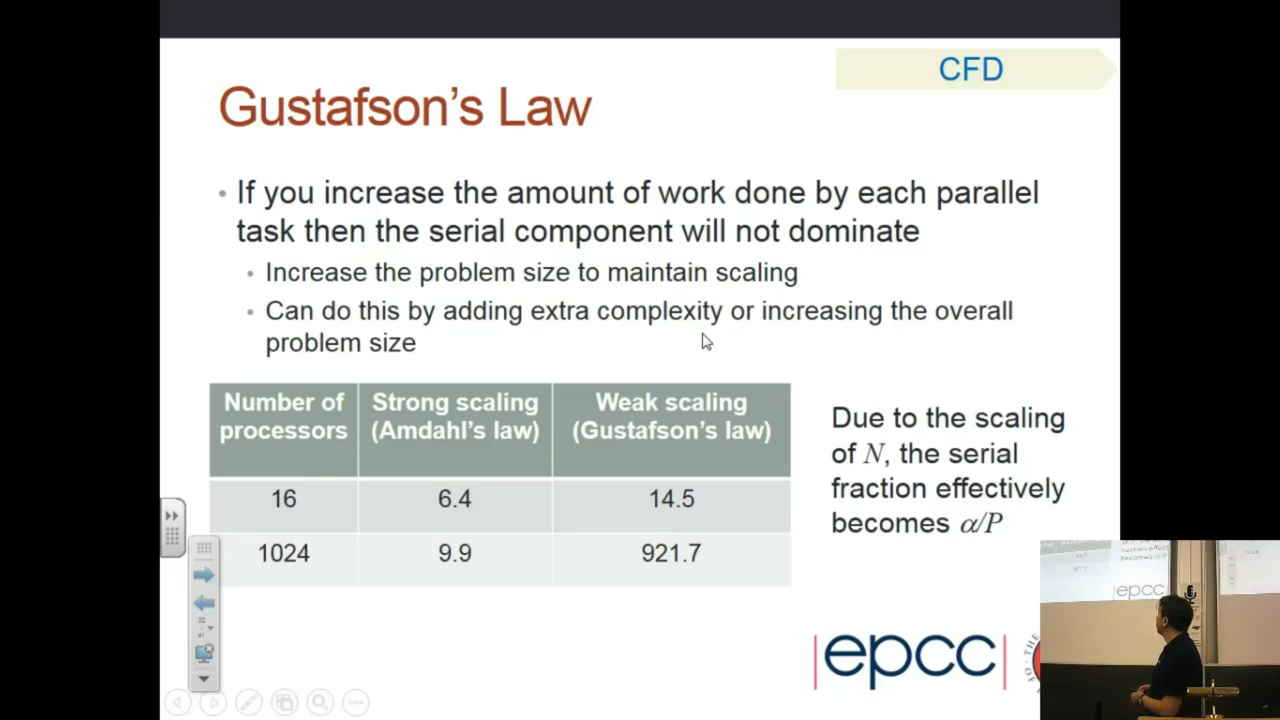 CFD
Gustafson's Law
• If you increase the amount of work done by each parallel
task then the serial component will not dominate
• Increase the problem size to maintain scaling
• Can do this by adding extra complexity or increasing the overall
problem size
Number of processors
Strong scaling (Amdahl's law)
Weak scaling (Gustafson's law)
16 6.4 14.5
1024 9.9 921.7
Due to the scaling
of N, the serial
fraction effectively
becomes α/P
epcc
epcc